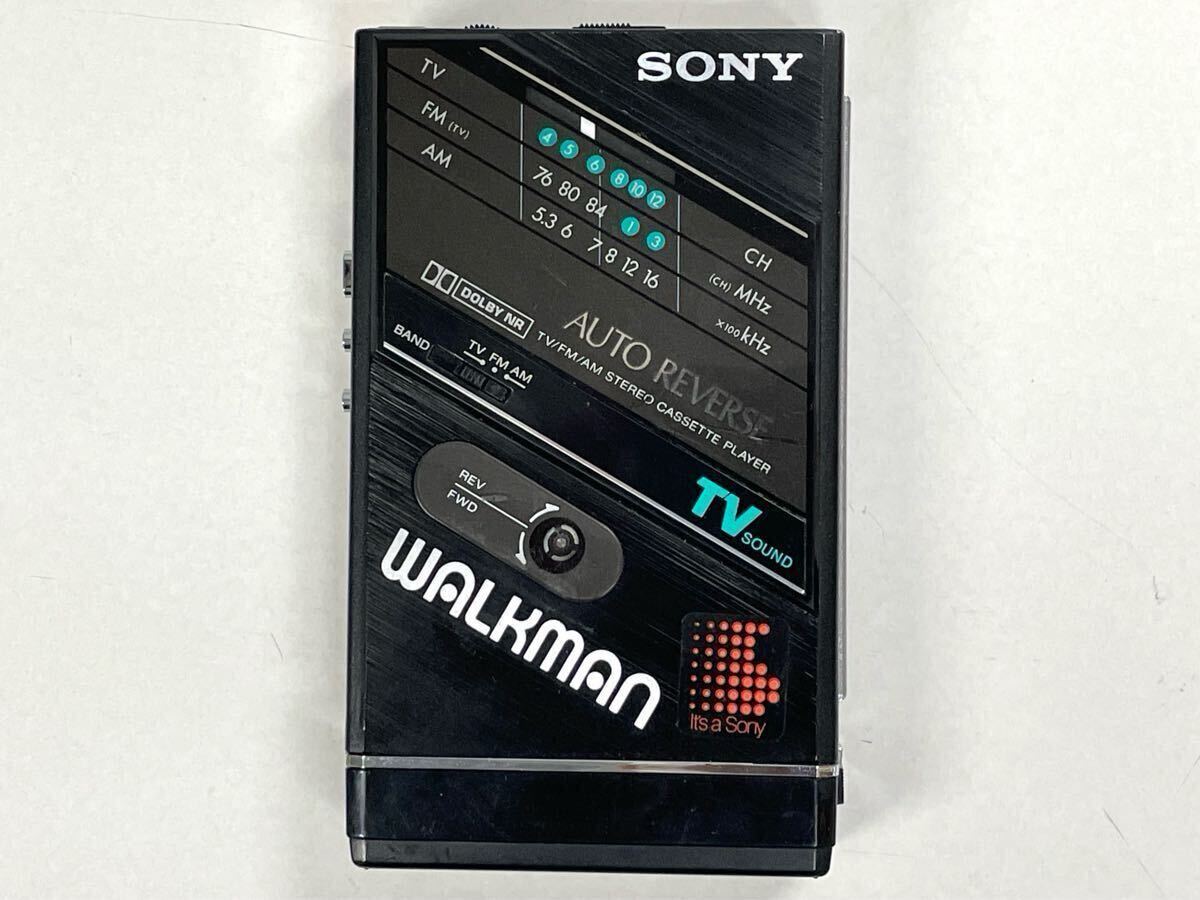 SONY
TV 4 5 6 8 10 12 CH
FM (TV) 76 80 84 1 3 (CH) MHz
AM 5.3 6 7 8 12 16 X100kHz
DOLBY NR
AUTO REVERSE
TV/FM/AM STEREO CASSETTE PLAYER
BAND TV FM AM
TV SOUND
REV
FWD
WALKMAN
It's a Sony